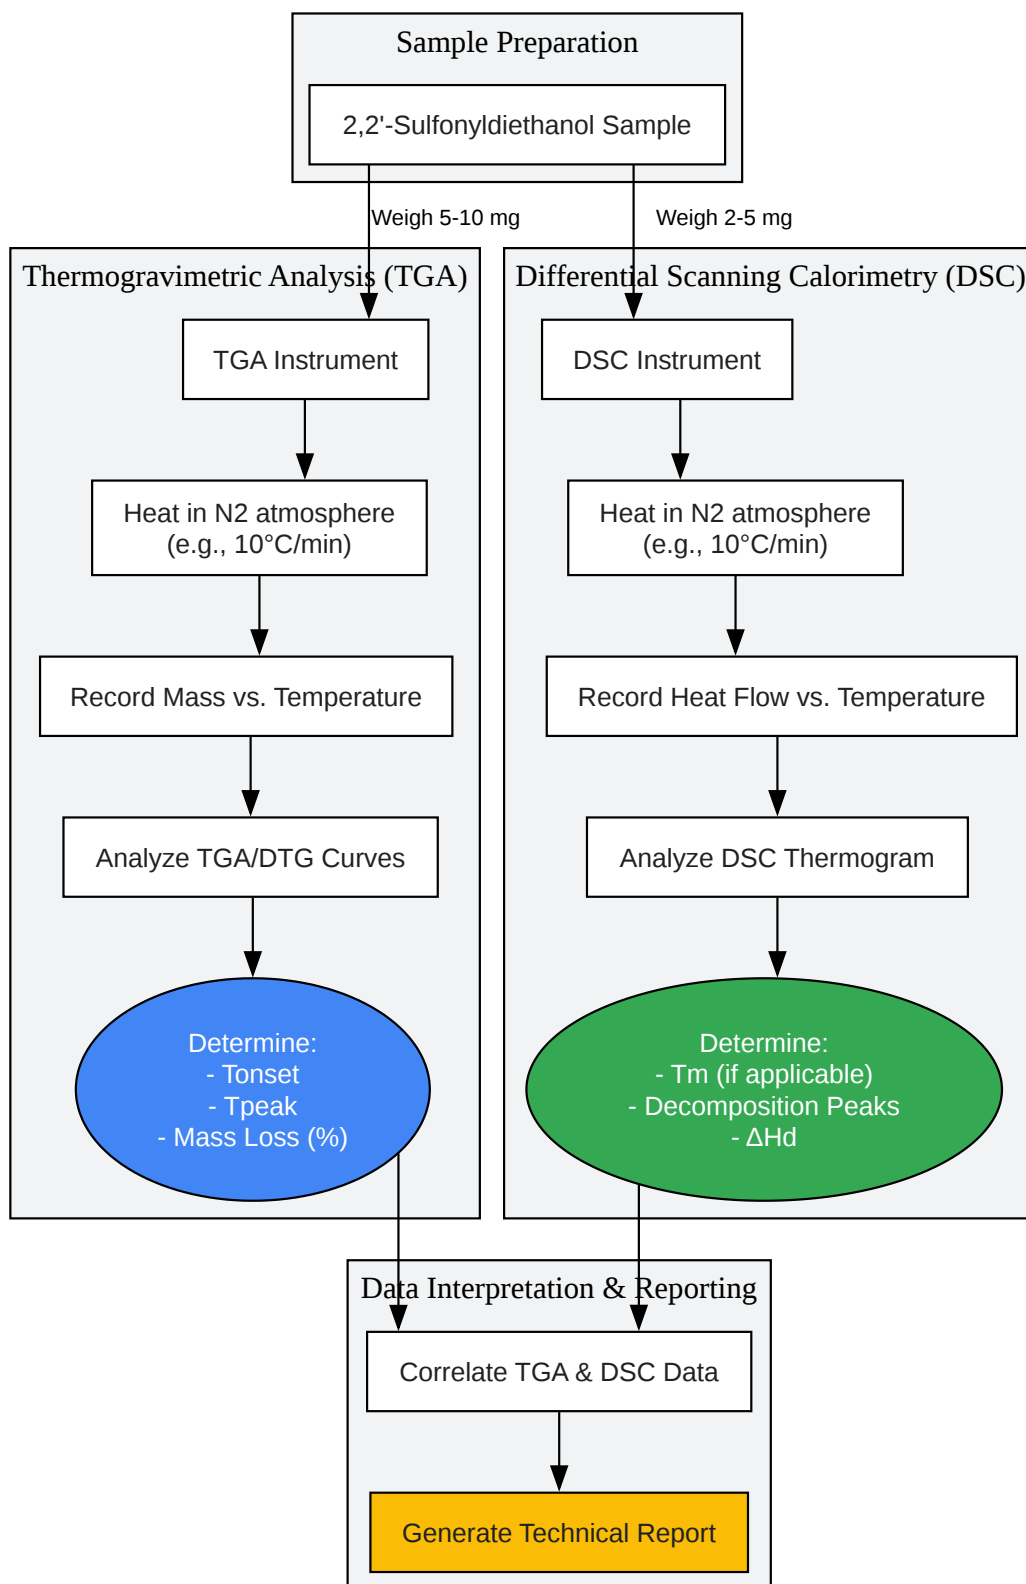 Sample Preparation
2,2'-Sulfonyldiethanol Sample
Weigh 5-10 mg
Weigh 2-5 mg
Thermogravimetric Analysis (TGA)
TGA Instrument
Heat in N2 atmosphere
(e.g., 10°C/min)
Record Mass vs. Temperature
Analyze TGA/DTG Curves
Determine:
- Tonset
- Tpeak
- Mass Loss (%)
Differential Scanning Calorimetry (DSC)
DSC Instrument
Heat in N2 atmosphere
(e.g., 10°C/min)
Record Heat Flow vs. Temperature
Analyze DSC Thermogram
Determine:
- Tm (if applicable)
- Decomposition Peaks
- ΔHd
Data Interpretation & Reporting
Correlate TGA & DSC Data
Generate Technical Report